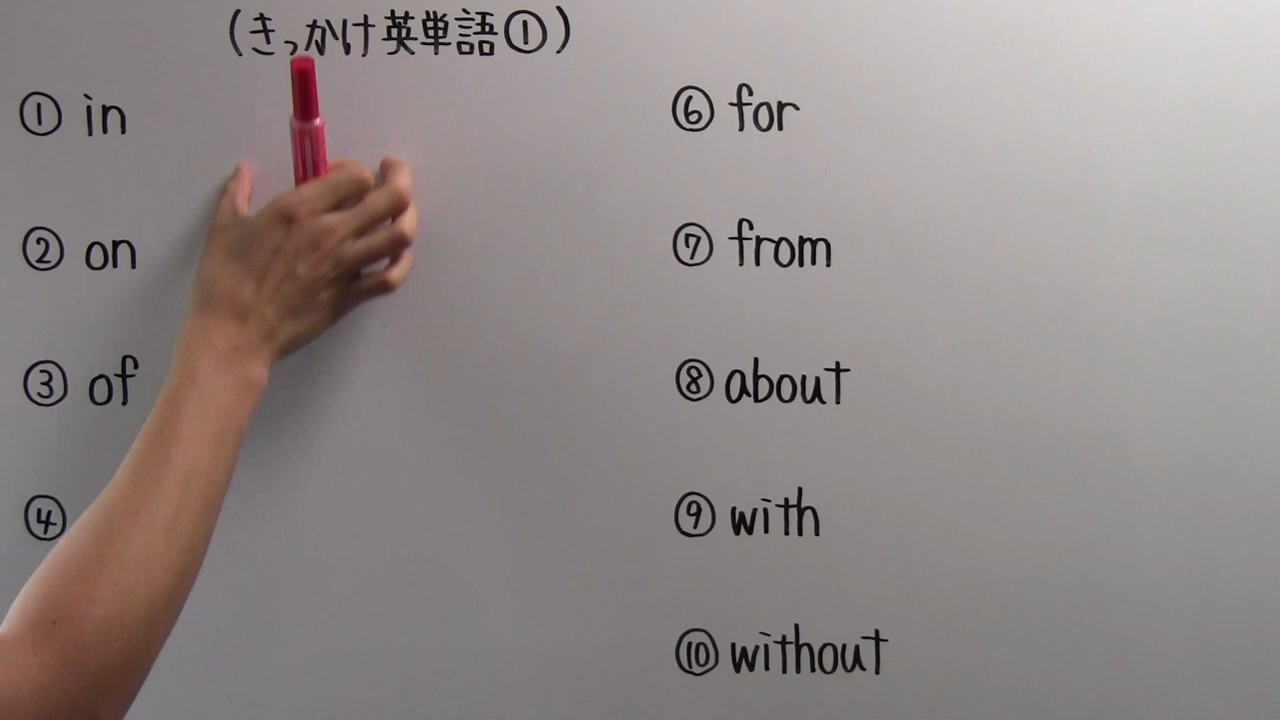 (きっかけ英単語①)
① in
② on
③ of
④
⑥ for
⑦ from
⑧ about
⑨ with
⑩ without